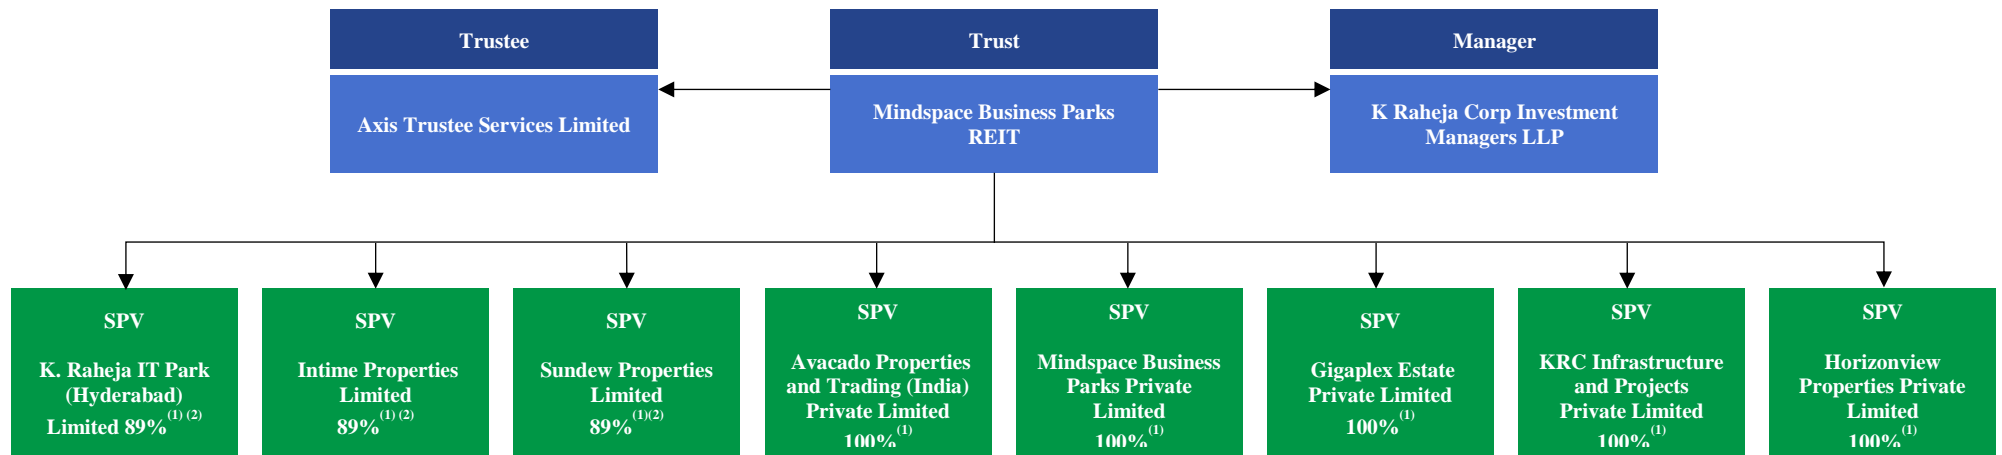 Trustee
Trust
Manager
Axis Trustee Services Limited
Mindspace Business Parks
REIT
K Raheja Corp Investment
Managers LLP
SPV
K. Raheja IT Park
(Hyderabad)
Limited 89%(1) (2)
SPV
Intime Properties
Limited
89%(1) (2)
SPV
Sundew Properties
Limited
89%(1)(2)
SPV
Avacado Properties
and Trading (India)
Private Limited
100%(1)
SPV
Mindspace Business
Parks Private
Limited
100%(1)
SPV
Gigaplex Estate
Private Limited
100%(1)
SPV
KRC Infrastructure
and Projects
Private Limited
100%(1)
SPV
Horizonview
Properties Private
Limited
100%(1)